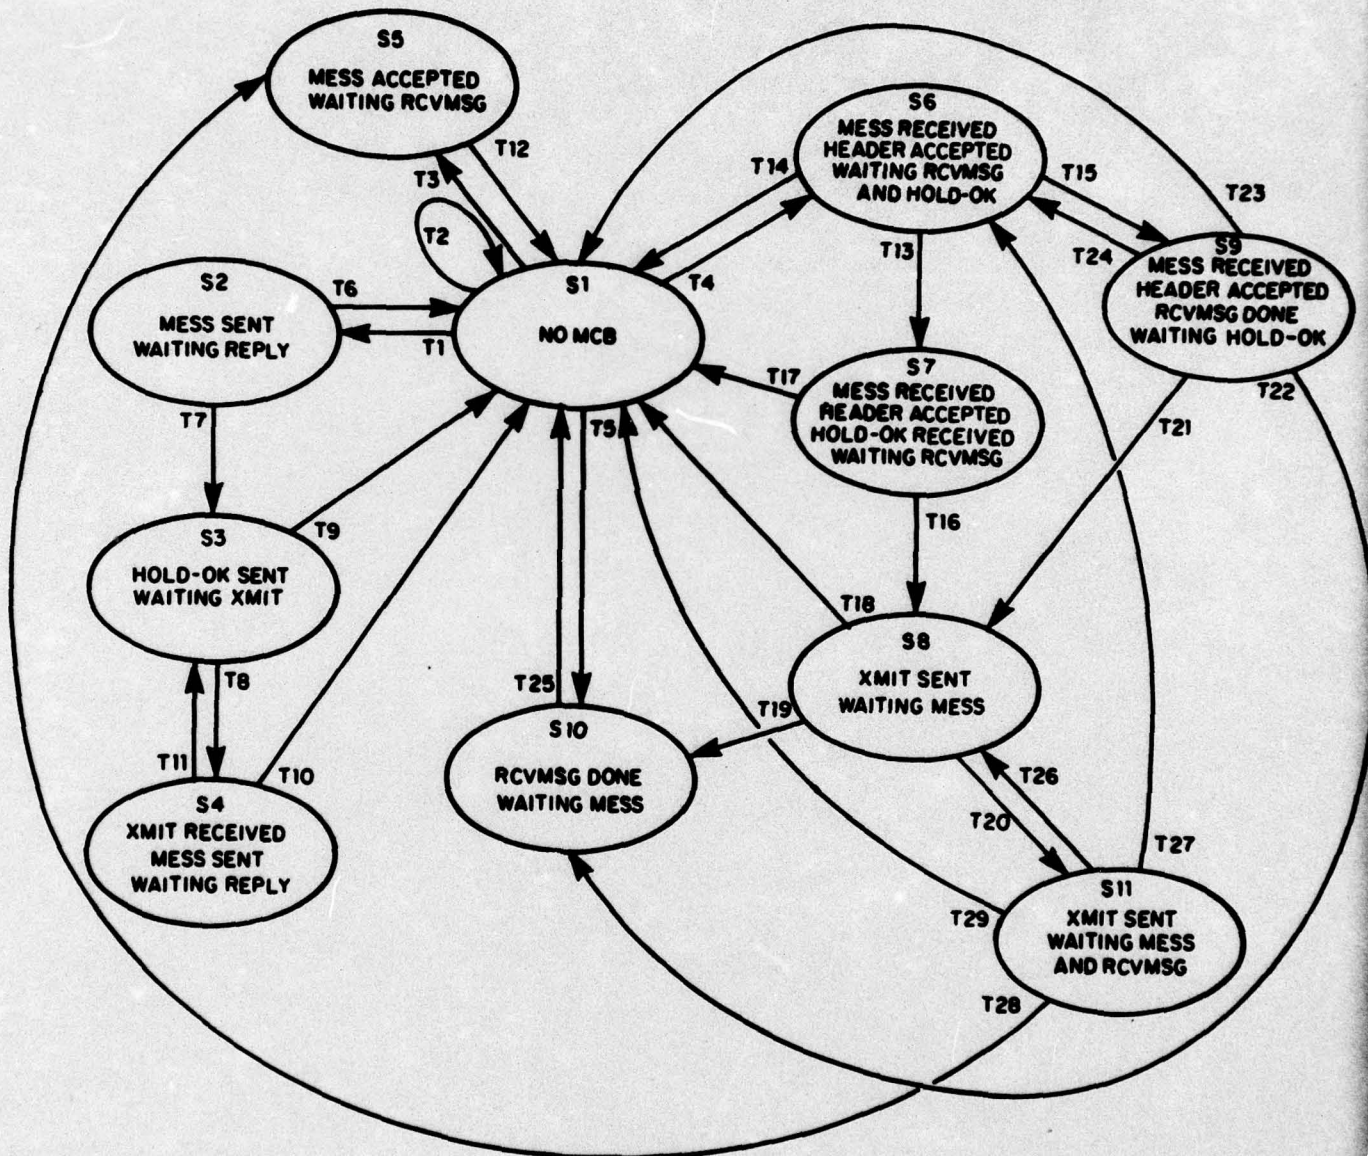 S5
MESS ACCEPTED
WAITING RCVMSG
T12
T3
T2
S6
MESS RECEIVED
HEADER ACCEPTED
WAITING RCVMSG
AND HOLD-OK
T14
T15
T23
T24
T13
T4
S9
MESS RECEIVED
HEADER ACCEPTED
RCVMSG DONE
WAITING HOLD-OK
S2
MESS SENT
WAITING REPLY
T6
T1
S1
NO MCB
T17
S7
MESS RECEIVED
READER ACCEPTED
HOLD-OK RECEIVED
WAITING RCVMSG
T22
T21
T7
T5
T16
S3
HOLD-OK SENT
WAITING XMIT
T9
T18
S8
XMIT SENT
WAITING MESS
T8
T25
T19
S10
RCVMSG DONE
WAITING MESS
T11
T10
T26
T20
T27
S4
XMIT RECEIVED
MESS SENT
WAITING REPLY
T29
S11
XMIT SENT
WAITING MESS
AND RCVMSG
T28